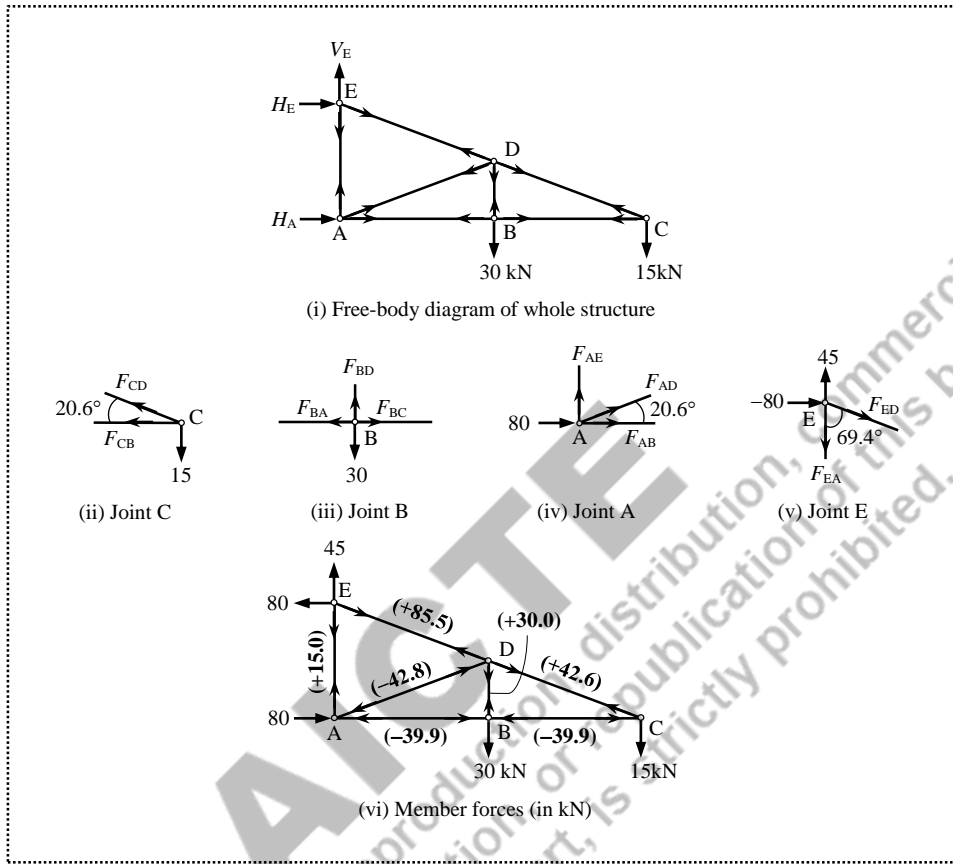 V_E
E
H_E
D
H_A
A
B
C
30 kN
15kN
(i) Free-body diagram of whole structure
F_CD
20.6°
C
F_CB
15
(ii) Joint C
F_BD
F_BA
F_BC
B
30
(iii) Joint B
F_AE
F_AD
80
20.6°
A
F_AB
(iv) Joint A
45
−80
F_ED
E
69.4°
F_EA
(v) Joint E
45
E
80
(+85.5)
(+30.0)
D
(+15.0)
(−42.8)
(+42.6)
80
A
B
C
(−39.9)
(−39.9)
30 kN
15kN
(vi) Member forces (in kN)
AICTE
distribution, commerci
production,
or republication of this b
is strictly prohibited.